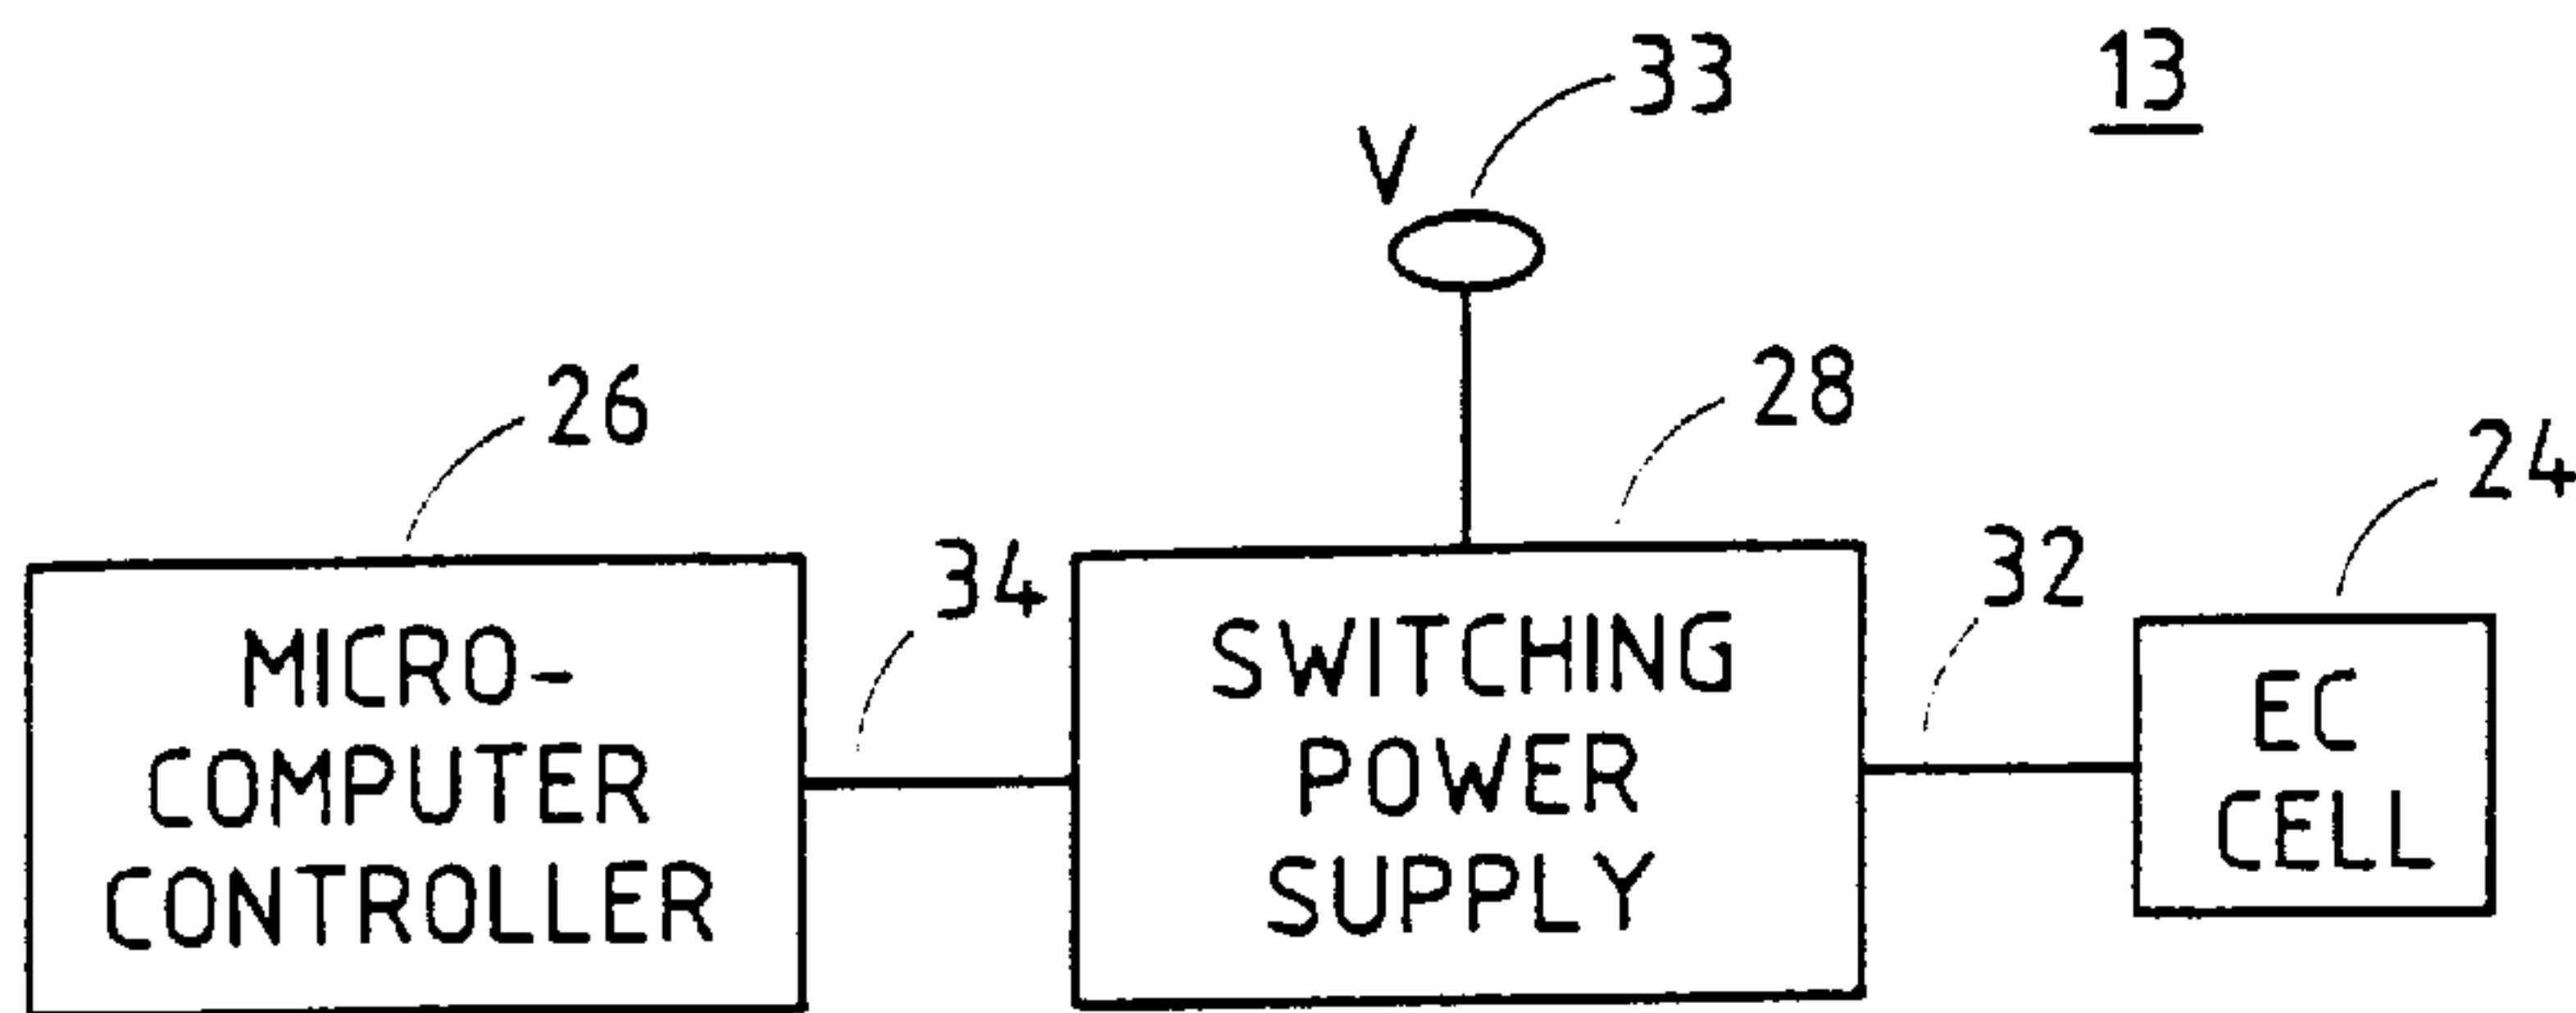 13
33
V
26
28
24
34
32
MICRO-
COMPUTER
CONTROLLER
SWITCHING
POWER
SUPPLY
EC
CELL